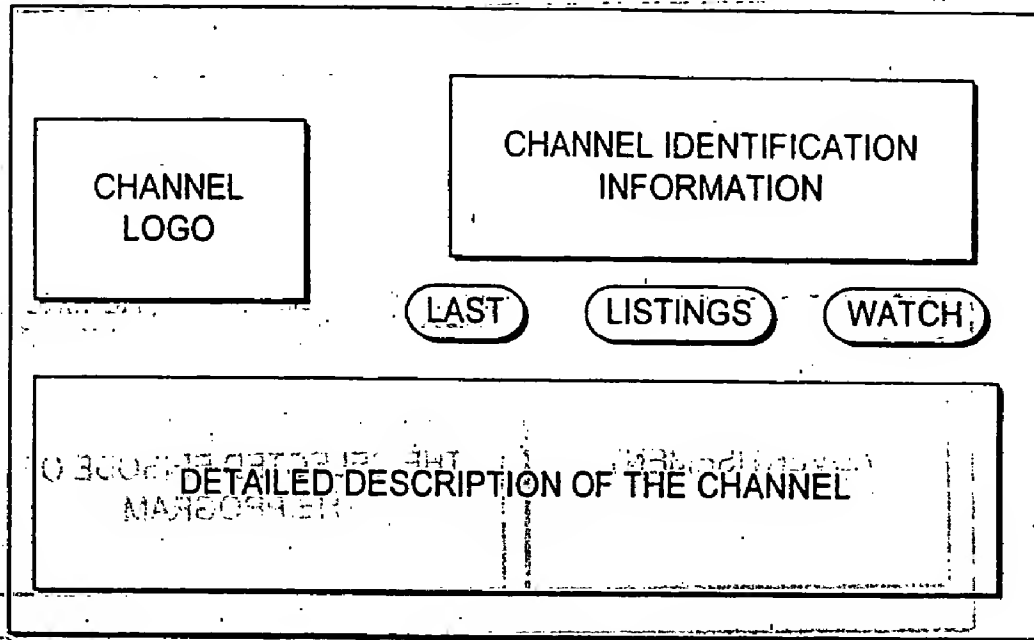 CHANNEL
LOGO
CHANNEL IDENTIFICATION
INFORMATION
LAST
LISTINGS
WATCH
DETAILED DESCRIPTION OF THE CHANNEL